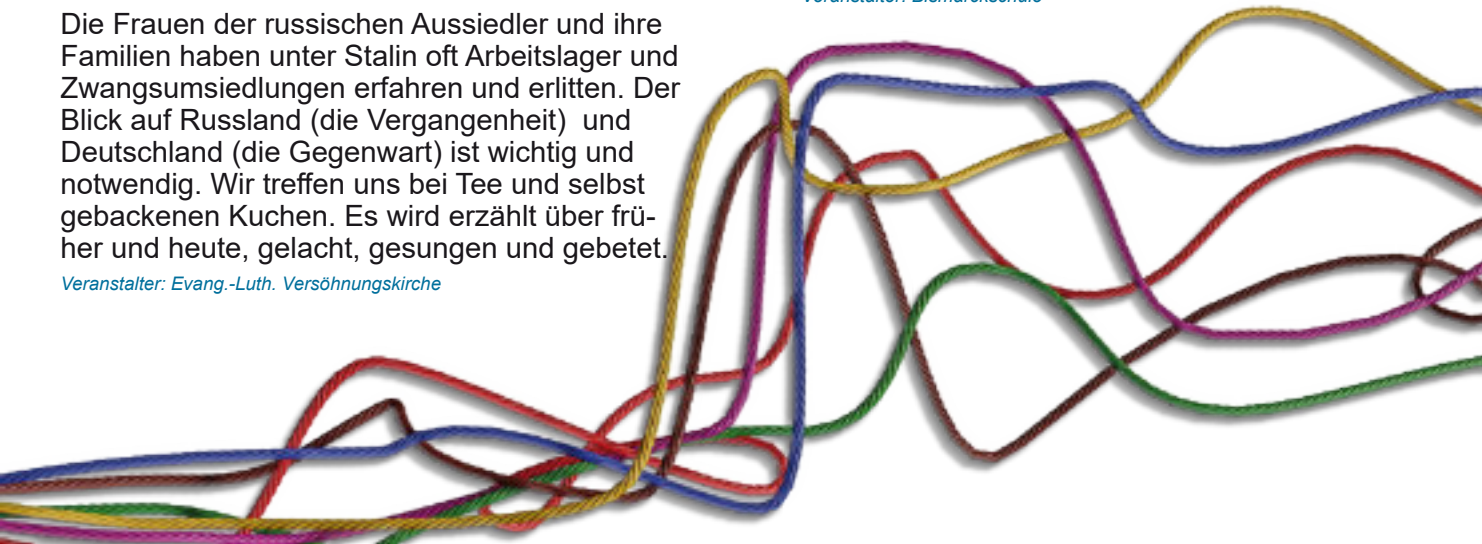 Veranstalter: Bismarckschule
Die Frauen der russischen Aussiedler und ihre
Familien haben unter Stalin oft Arbeitslager und
Zwangsumsiedlungen erfahren und erlitten. Der
Blick auf Russland (die Vergangenheit)  und
Deutschland (die Gegenwart) ist wichtig und
notwendig. Wir treffen uns bei Tee und selbst
gebackenen Kuchen. Es wird erzählt über frü-
her und heute, gelacht, gesungen und gebetet.
Veranstalter: Evang.-Luth. Versöhnungskirche